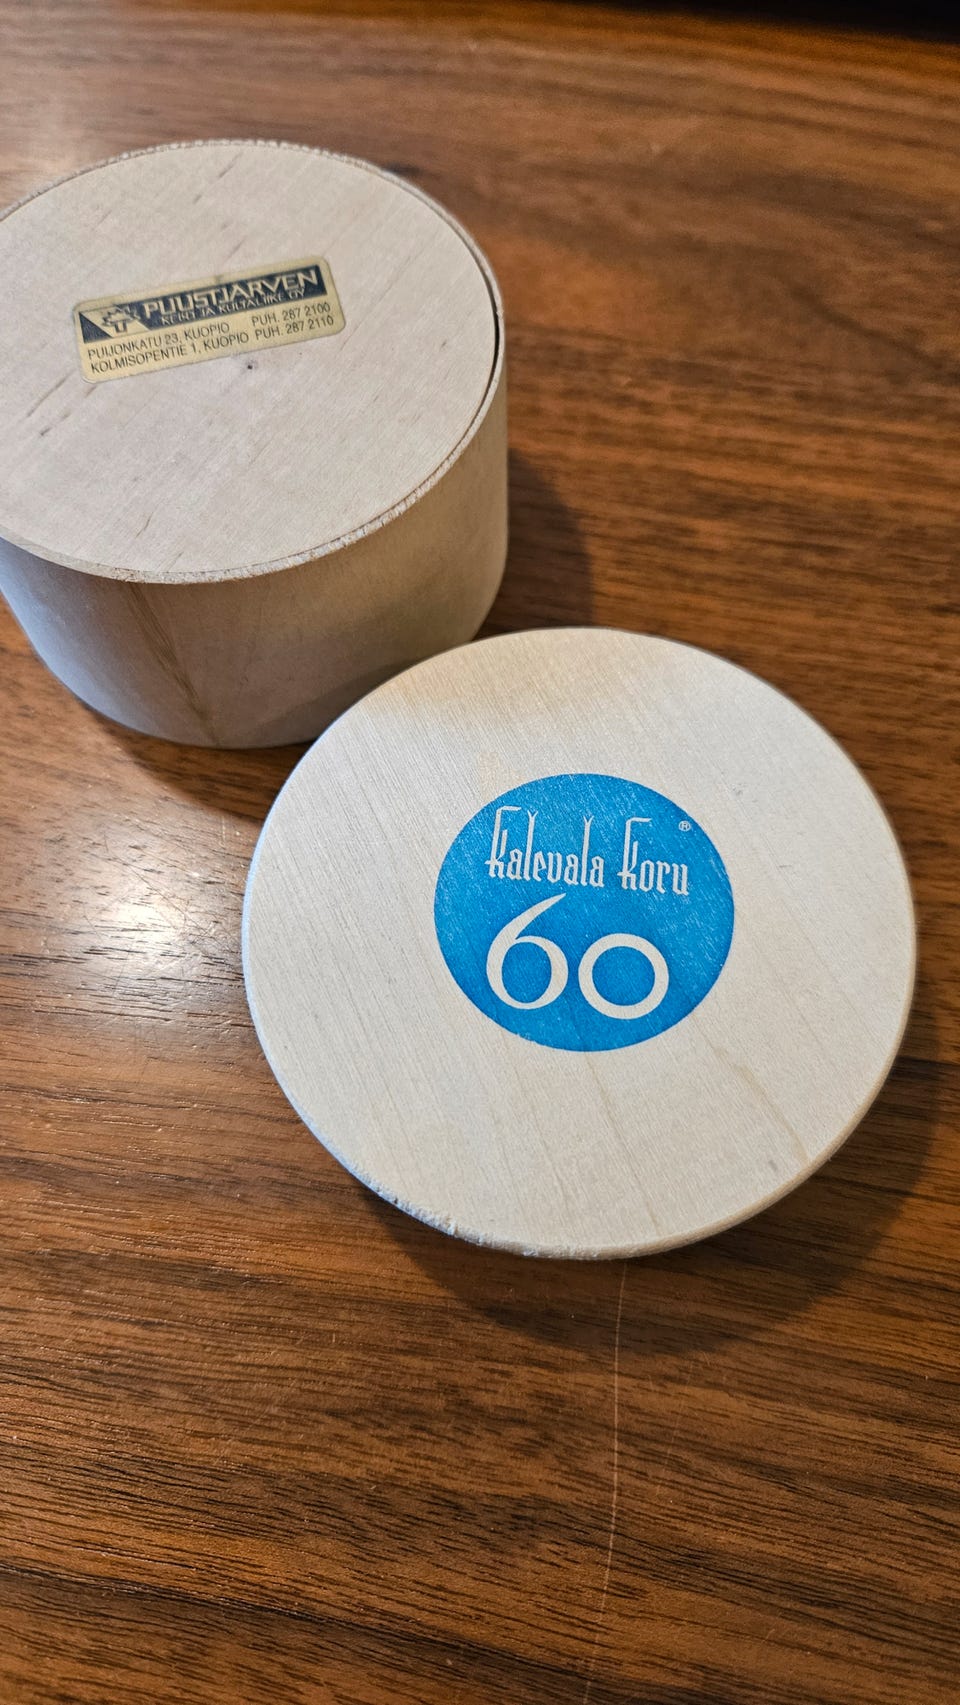 PUUSTJÄRVEN
KELLO JA KULTALIIKE OY
PUIJONKATU 23, KUOPIO PUH. 287 2100
KOLMISOPENTIE 1, KUOPIO PUH. 287 2110
Kalevala Koru ®
60